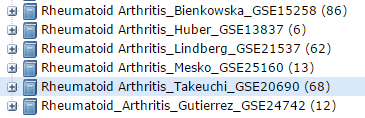 Rheumatoid Arthritis_Bienkowska_GSE15258 (86)
Rheumatoid Arthritis_Huber_GSE13837 (6)
Rheumatoid Arthritis_Lindberg_GSE21537 (62)
Rheumatoid Arthritis_Mesko_GSE25160 (13)
Rheumatoid Arthritis_Takeuchi_GSE20690 (68)
Rheumatoid_Arthritis_Gutierrez_GSE24742 (12)